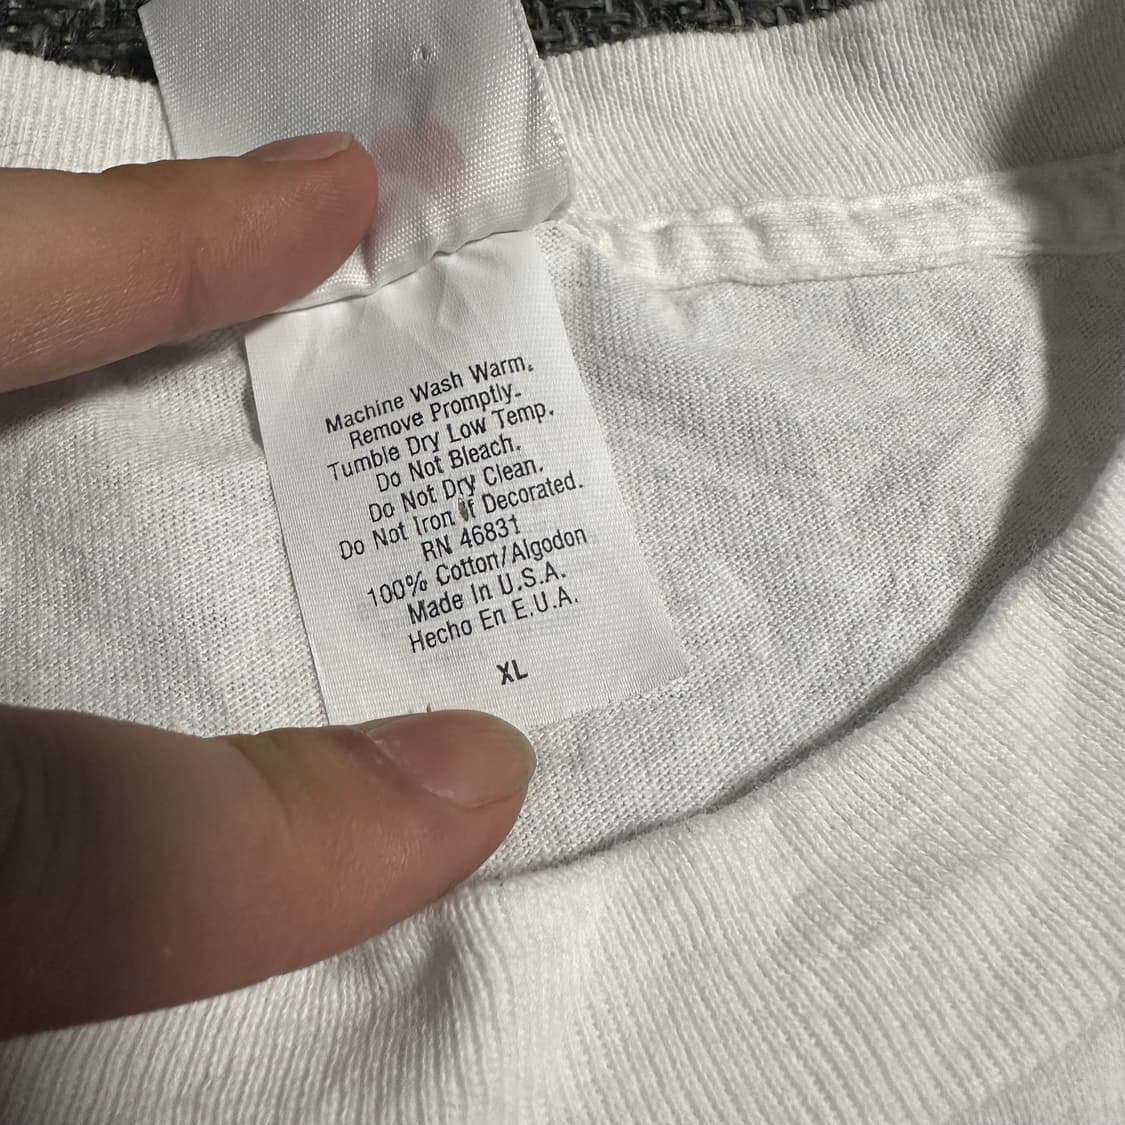 Machine Wash Warm.
Remove Promptly.
Tumble Dry Low Temp.
Do Not Bleach.
Do Not Dry Clean.
Do Not Iron if Decorated.
RN 46831
100% Cotton/Algodon
Made In U.S.A.
Hecho En E.U.A.
XL